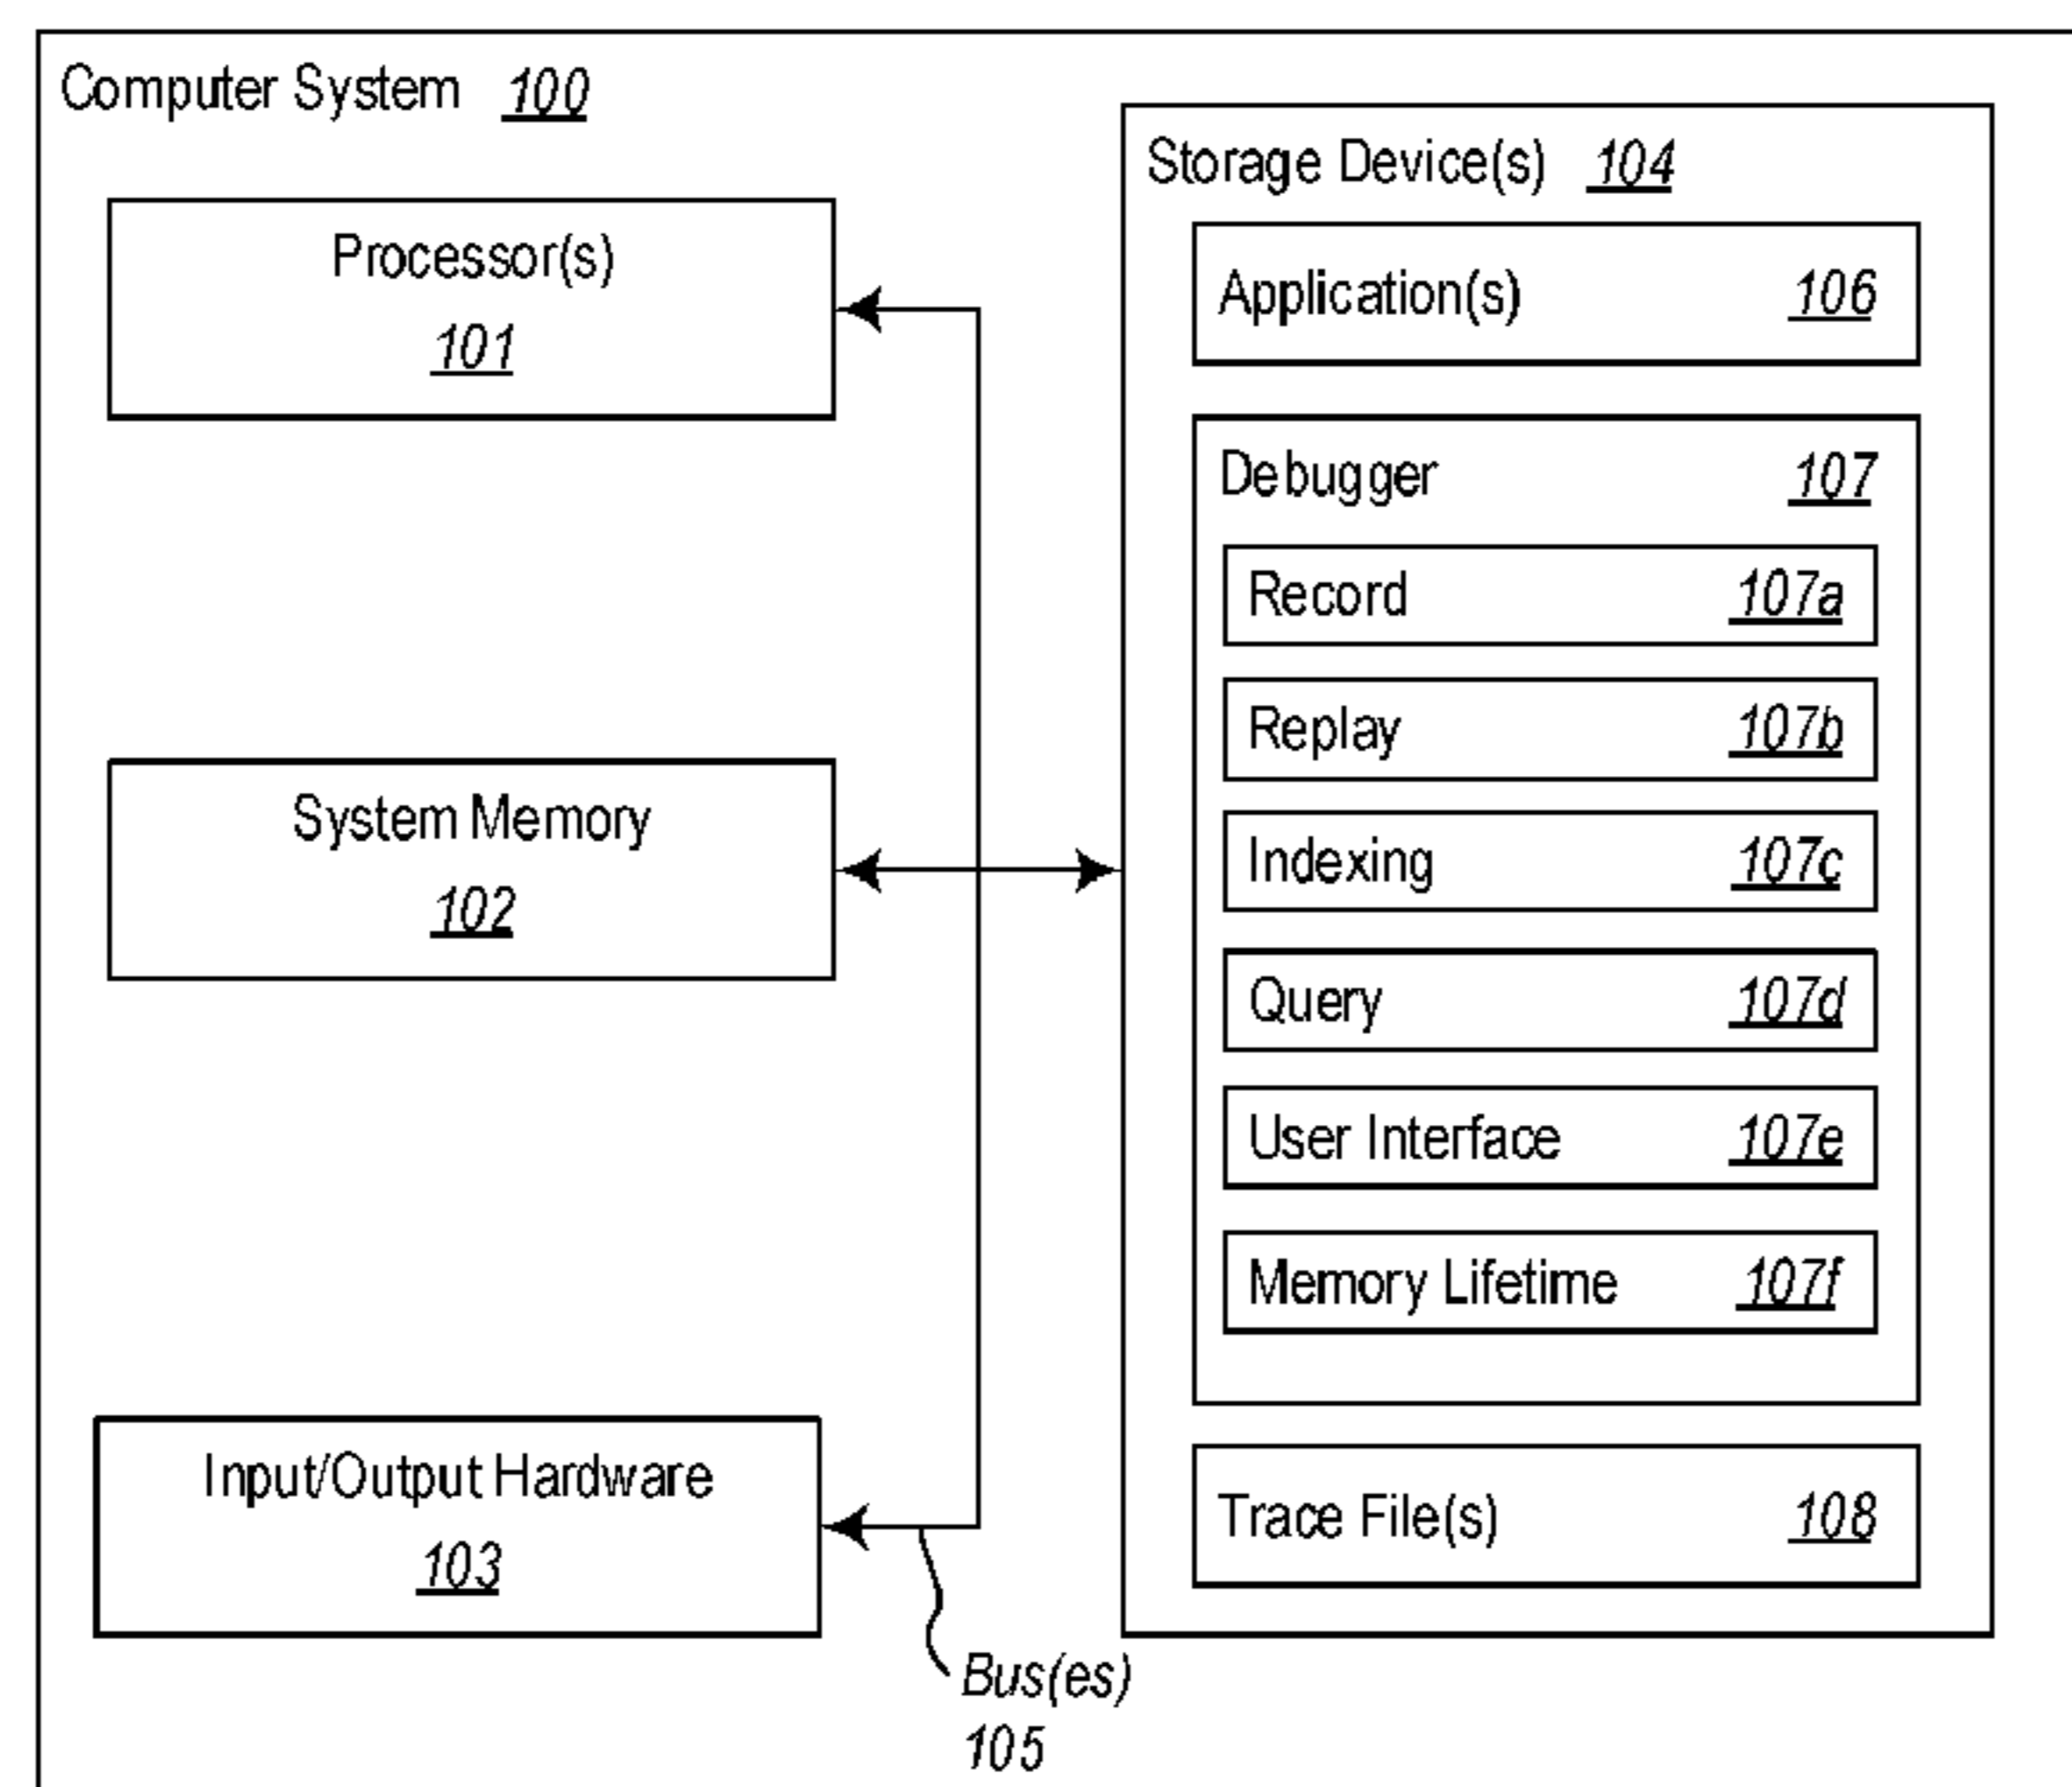 Computer System 100
Processor(s)
101
System Memory
102
Input/Output Hardware
103
Bus(es)
105
Storage Device(s) 104
Application(s) 106
Debugger 107
Record 107a
Replay 107b
Indexing 107c
Query 107d
User Interface 107e
Memory Lifetime 107f
Trace File(s) 108